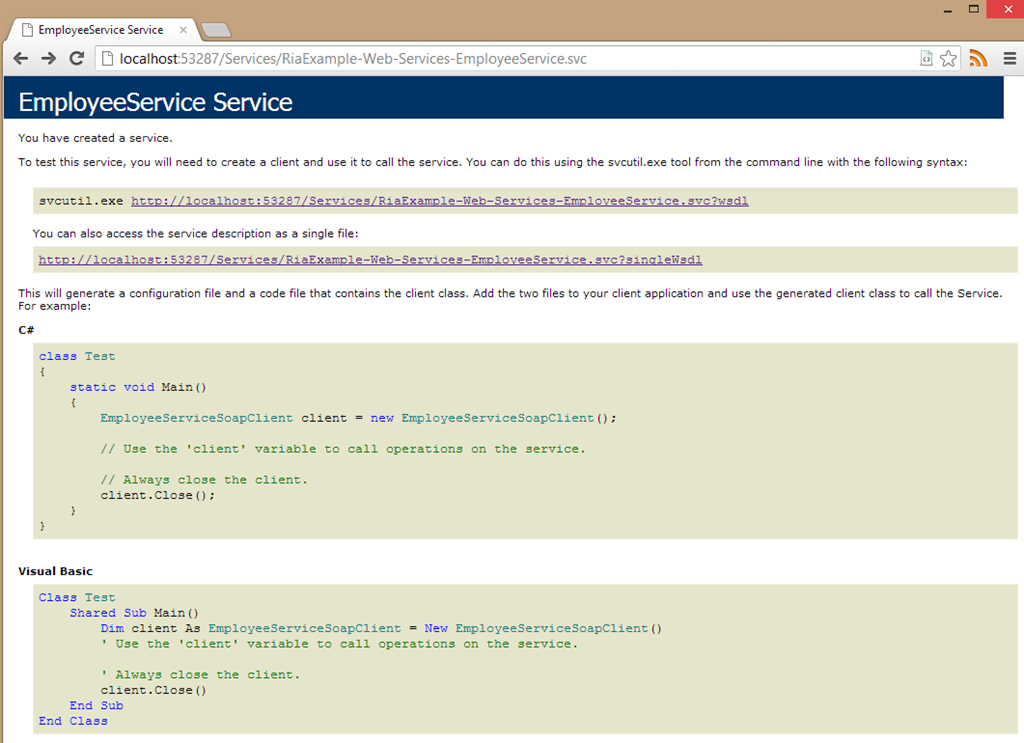 EmployeeService Service
localhost:53287/Services/RiaExample-Web-Services-EmployeeService.svc
EmployeeService Service
You have created a service.
To test this service, you will need to create a client and use it to call the service. You can do this using the svcutil.exe tool from the command line with the following syntax:
svcutil.exe http://localhost:53287/Services/RiaExample-Web-Services-EmployeeService.svc?wsdl
You can also access the service description as a single file:
http://localhost:53287/Services/RiaExample-Web-Services-EmployeeService.svc?singleWsdl
This will generate a configuration file and a code file that contains the client class. Add the two files to your client application and use the generated client class to call the Service.
For example:
C#
class Test
{
    static void Main()
    {
        EmployeeServiceSoapClient client = new EmployeeServiceSoapClient();
        // Use the 'client' variable to call operations on the service.
        // Always close the client.
        client.Close();
    }
}
Visual Basic
Class Test
    Shared Sub Main()
        Dim client As EmployeeServiceSoapClient = New EmployeeServiceSoapClient()
        ' Use the 'client' variable to call operations on the service.
        ' Always close the client.
        client.Close()
    End Sub
End Class